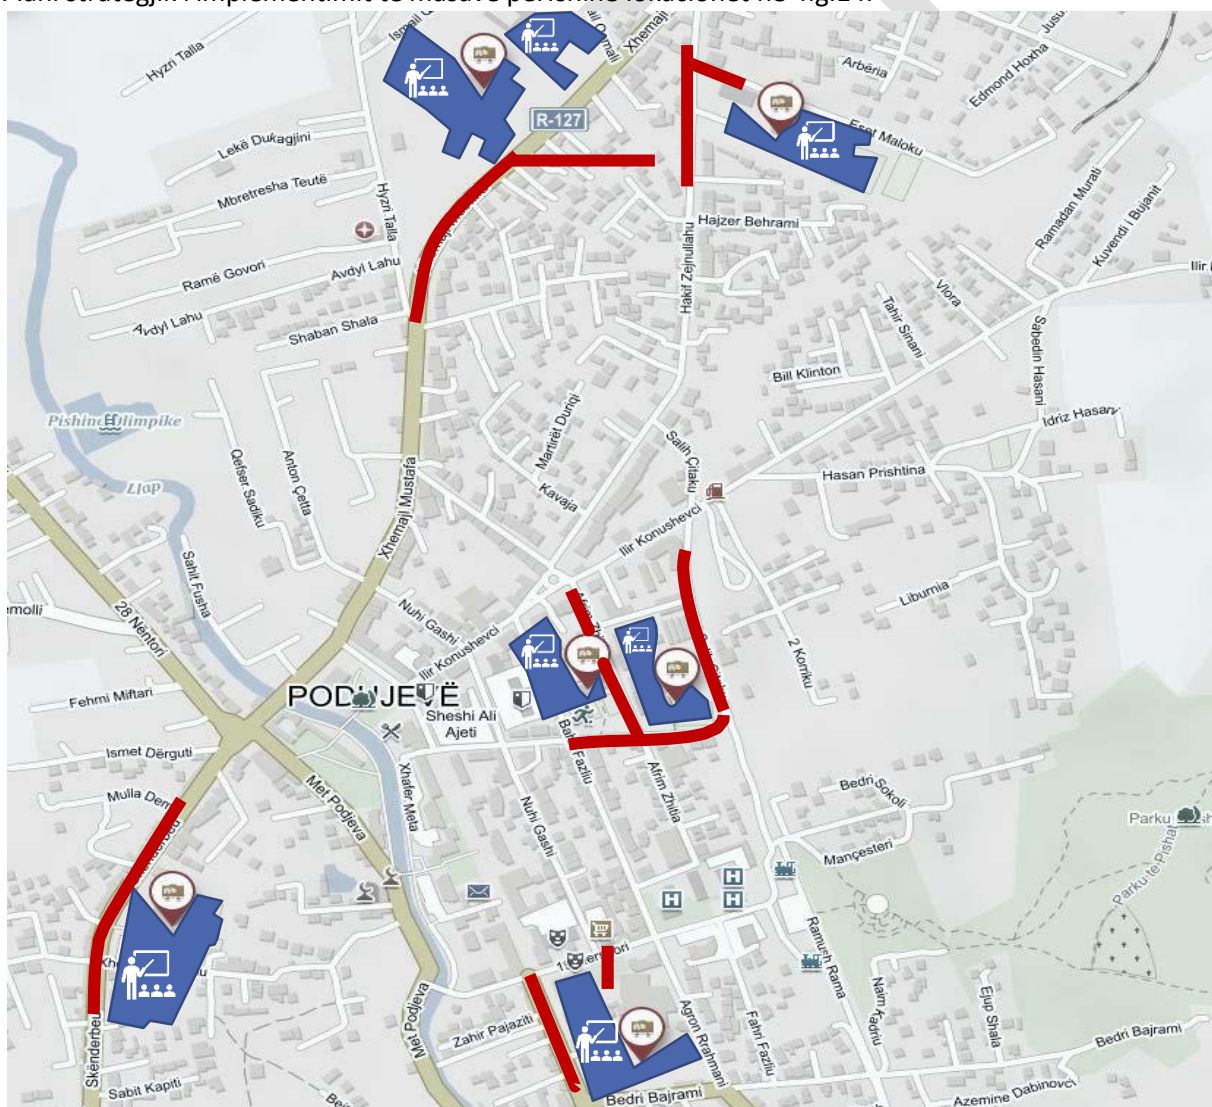 Hyzri Talla
Arbëria
Edmond Hoxha
R-127
Eset Maloku
Lekë Dukagjini
Mbretresha Teutë
Hyzri Talla
Hajzer Behrami
Ramadan Murati
Kuvendi i Bujanit
Ramë Govori
Avdyl Lahu
Avdyl Lahu
Shaban Shala
Hakif Zejnullahu
Vlora
Tahir Sinani
Sabedin Hasani
Bill Klinton
Martirët Duriqi
Idriz Hasani
Salih Çitaku
Hasan Prishtina
Qefser Sadiku
Anton Çetta
Kavaja
Llap
Xhemajl Mustafa
Ilir Konushevci
Sahit Fusha
Liburnia
28 Nëntori
Nuhi Gashi
Ilir Konushevci
2 Korriku
Fehmi Miftari
PODUJEVË
Sheshi Ali
Ajeti
Ismet Dërguti
Xhafer Meta
Afrim Zhitia
Bedri Sokoli
Met Podjeva
Nuhi Gashi
Mançesteri
Parku te Pishat
Ramush Rama
Met Podjeva
Zahir Pajaziti
Agron Rrahmani
Fahri Fazliu
Naim Kadriu
Ejup Shala
Bedri Bajrami
Skënderbeu
Sabit Kapiti
Bedri Bajrami
Azemine Dabinovci